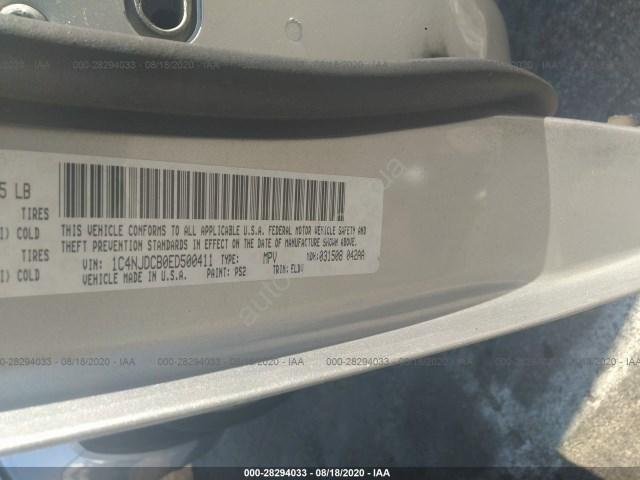 000-28294033 - 08/18/2020 - IAA
5 LB
TIRES
COLD
TIRES
COLD
THIS VEHICLE CONFORMS TO ALL APPLICABLE U.S.A. FEDERAL MOTOR VEHICLE SAFETY AND
THEFT PREVENTION STANDARDS IN EFFECT ON THE DATE OF MANUFACTURE SHOWN ABOVE.
VIN: 1C4NJDCB0ED500411 TYPE: MPV MDH:031508 042AA
VEHICLE MADE IN U.S.A. PAINT: PS2 TRIM:
000-28294033 - 08/18/2020 - IAA
000-28294033 - 08/18/2020 - IAA